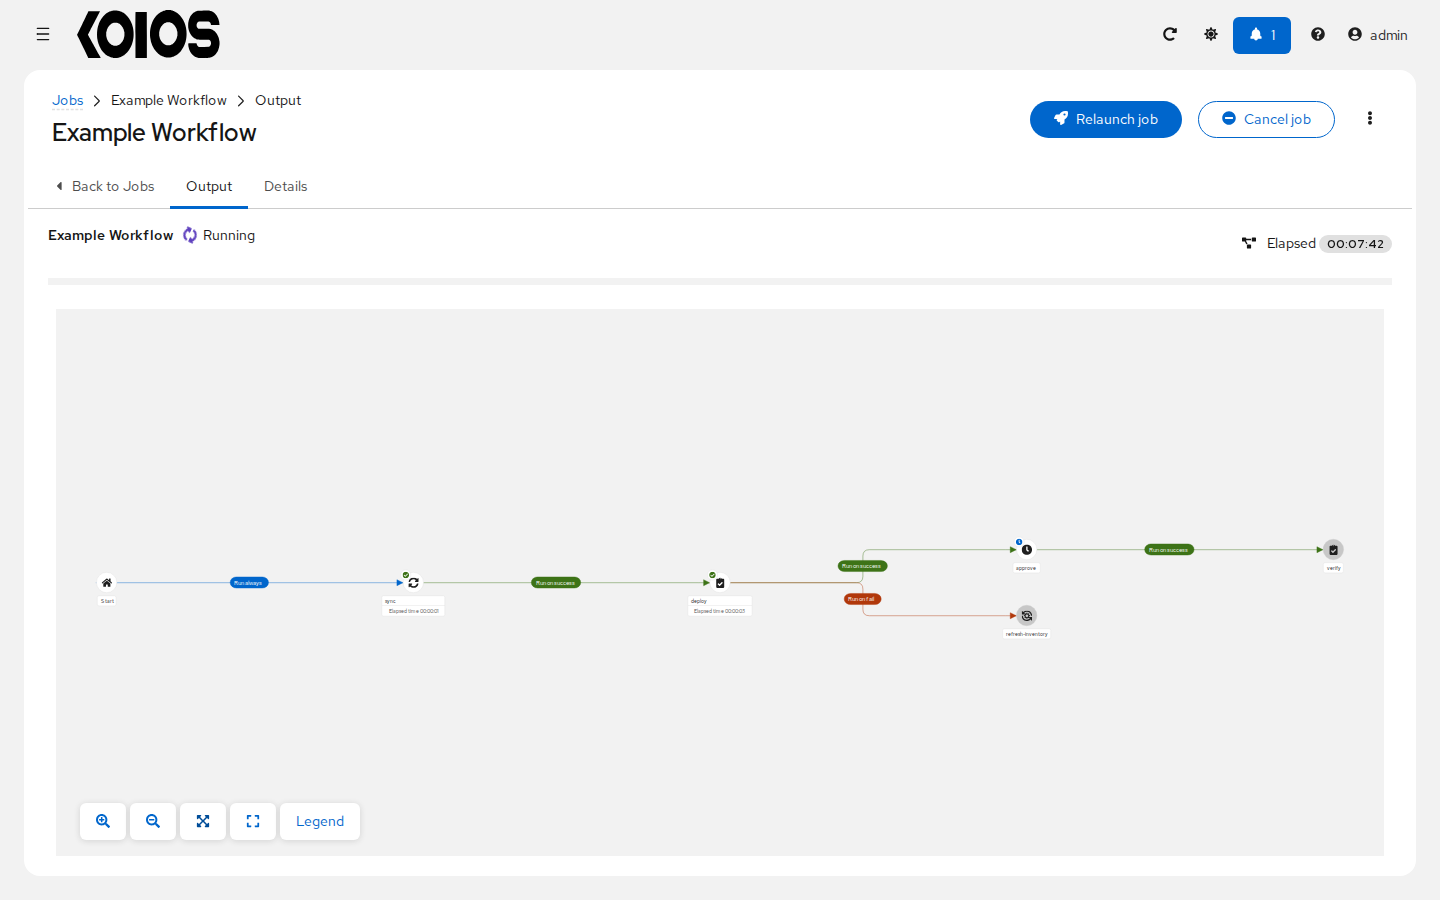 KOIOS
1
admin
Jobs
Example Workflow
Output
Example Workflow
Relaunch job
Cancel job
Back to Jobs
Output
Details
Example Workflow
Running
Elapsed 00:07:42
approve
Run on success
verify
Run on success
Start
Run always
sync
Run on success
deploy
Run on fail
refresh-inventory
Legend